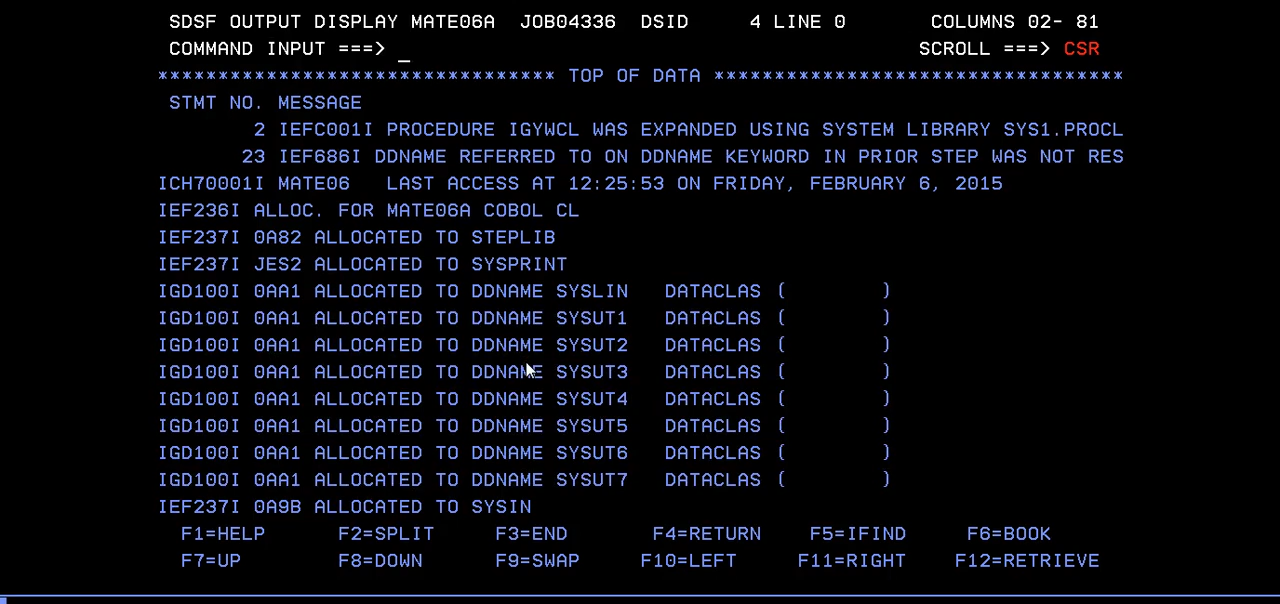 SDSF OUTPUT DISPLAY MATE06A  JOB04336  DSID     4 LINE 0       COLUMNS 02- 81
COMMAND INPUT ===> _                                            SCROLL ===> CSR
********************************* TOP OF DATA **********************************
STMT NO. MESSAGE
2 IEFC001I PROCEDURE IGYWCL WAS EXPANDED USING SYSTEM LIBRARY SYS1.PROCL
23 IEF686I DDNAME REFERRED TO ON DDNAME KEYWORD IN PRIOR STEP WAS NOT RES
ICH70001I MATE06   LAST ACCESS AT 12:25:53 ON FRIDAY, FEBRUARY 6, 2015
IEF236I ALLOC. FOR MATE06A COBOL CL
IEF237I 0A82 ALLOCATED TO STEPLIB
IEF237I JES2 ALLOCATED TO SYSPRINT
IGD100I 0AA1 ALLOCATED TO DDNAME SYSLIN   DATACLAS (        )
IGD100I 0AA1 ALLOCATED TO DDNAME SYSUT1   DATACLAS (        )
IGD100I 0AA1 ALLOCATED TO DDNAME SYSUT2   DATACLAS (        )
IGD100I 0AA1 ALLOCATED TO DDNAME SYSUT3   DATACLAS (        )
IGD100I 0AA1 ALLOCATED TO DDNAME SYSUT4   DATACLAS (        )
IGD100I 0AA1 ALLOCATED TO DDNAME SYSUT5   DATACLAS (        )
IGD100I 0AA1 ALLOCATED TO DDNAME SYSUT6   DATACLAS (        )
IGD100I 0AA1 ALLOCATED TO DDNAME SYSUT7   DATACLAS (        )
IEF237I 0A9B ALLOCATED TO SYSIN
F1=HELP      F2=SPLIT     F3=END       F4=RETURN    F5=IFIND     F6=BOOK
F7=UP        F8=DOWN      F9=SWAP     F10=LEFT     F11=RIGHT    F12=RETRIEVE